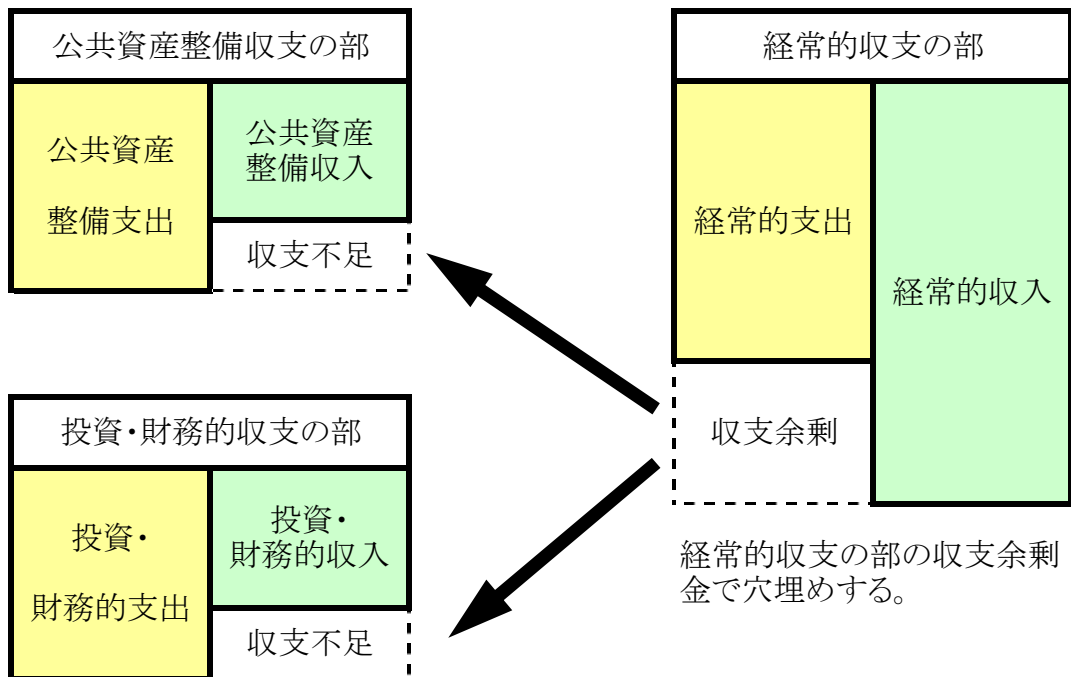 公共資産整備収支の部
公共資産
整備支出
公共資産
整備収入
収支不足
投資・財務的収支の部
投資・
財務的支出
投資・
財務的収入
収支不足
経常的収支の部
経常的支出
経常的収入
収支余剰
経常的収支の部の収支余剰
金で穴埋めする。